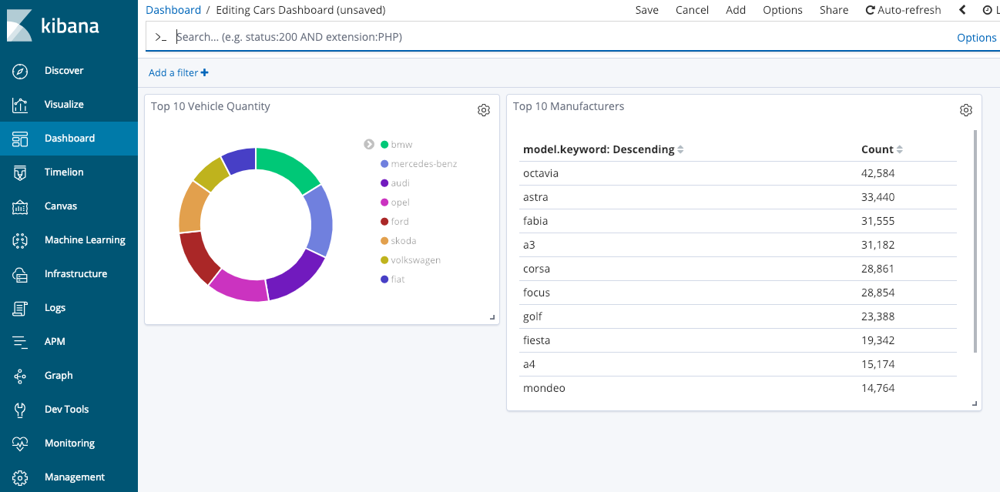 kibana
Discover
Visualize
Dashboard
Timelion
Canvas
Machine Learning
Infrastructure
Logs
APM
Graph
Dev Tools
Monitoring
Management
Dashboard / Editing Cars Dashboard (unsaved)
Save Cancel Add Options Share Auto-refresh L
>_ Search... (e.g. status:200 AND extension:PHP) Options
Add a filter +
Top 10 Vehicle Quantity
bmw
mercedes-benz
audi
opel
ford
skoda
volkswagen
fiat
Top 10 Manufacturers
model.keyword: Descending Count
octavia 42,584
astra 33,440
fabia 31,555
a3 31,182
corsa 28,861
focus 28,854
golf 23,388
fiesta 19,342
a4 15,174
mondeo 14,764